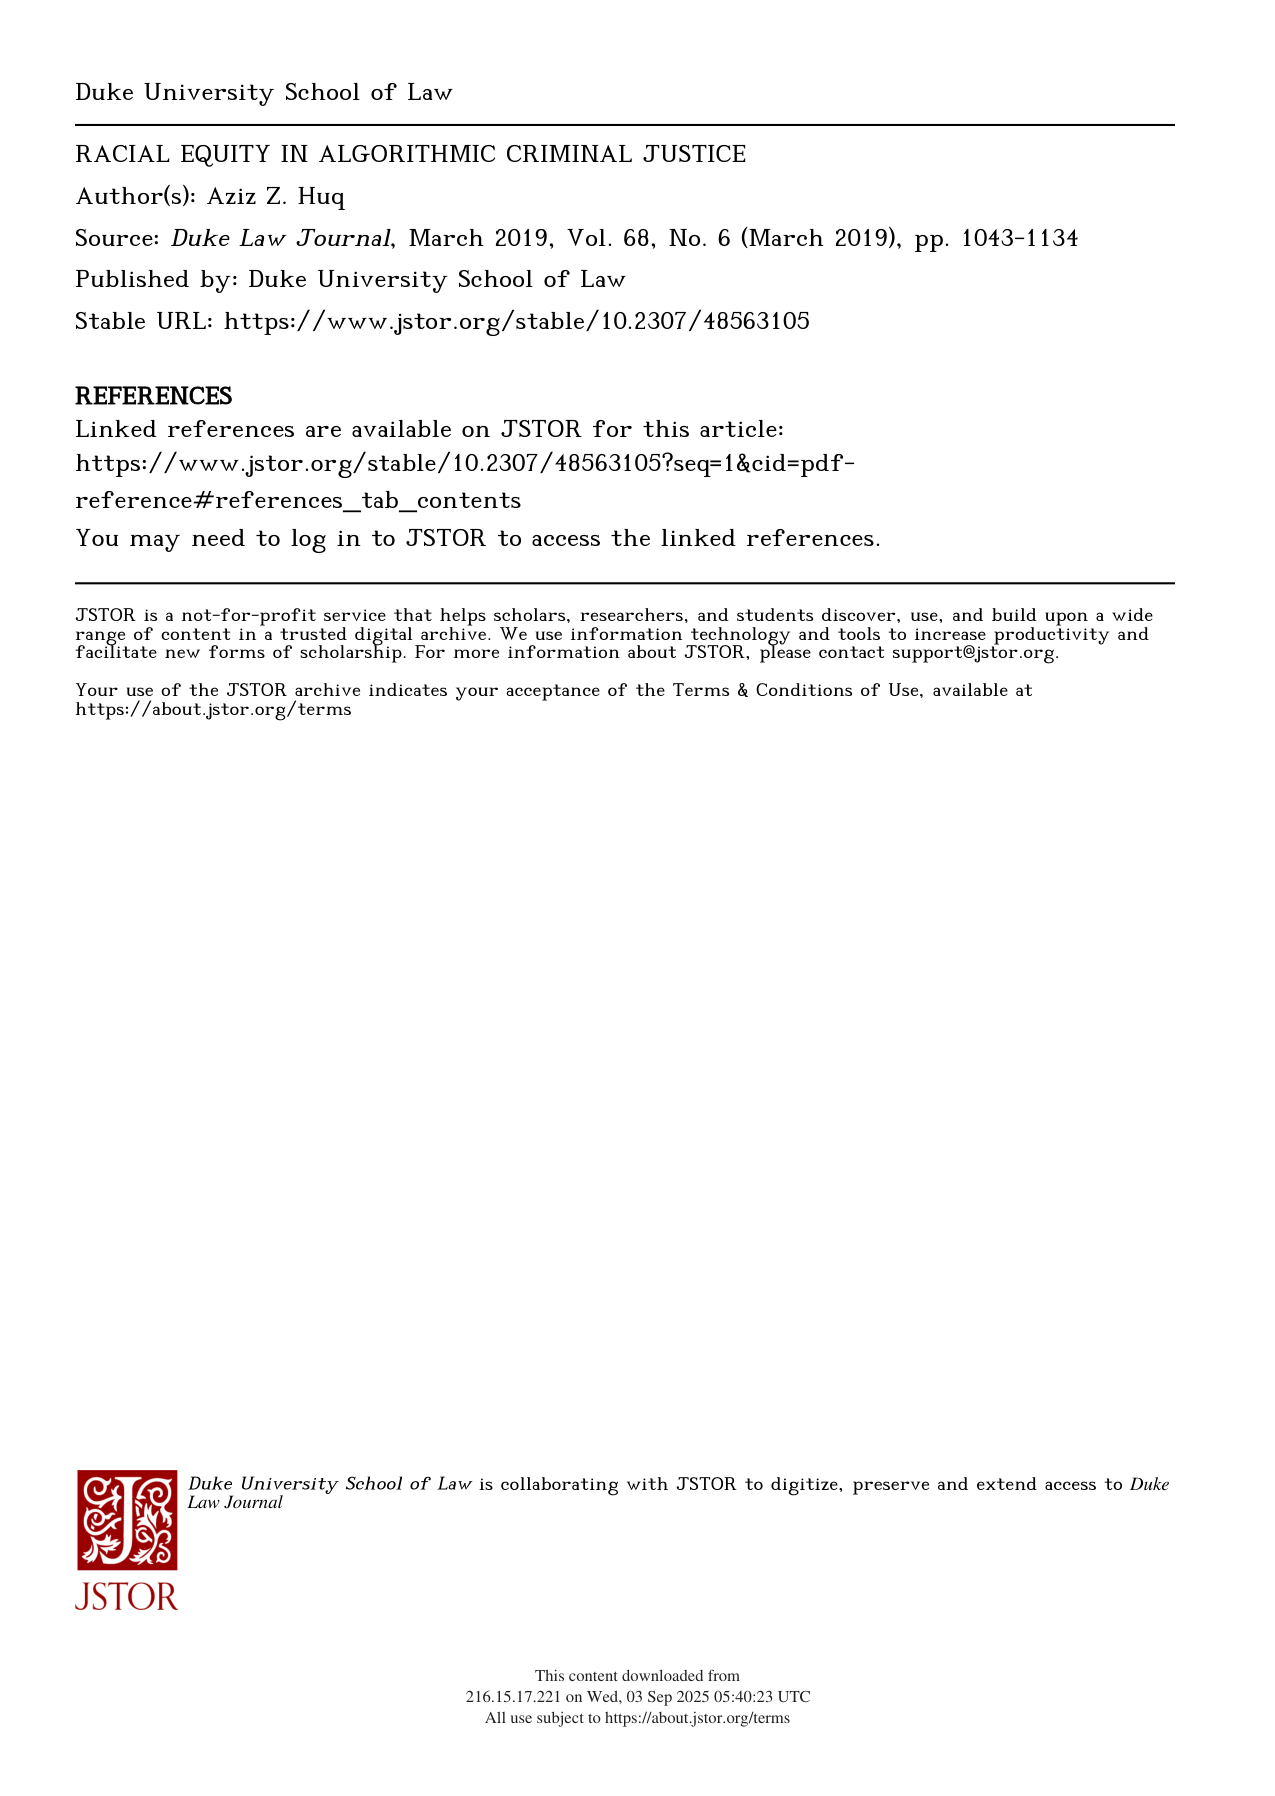 Duke University School of Law
RACIAL EQUITY IN ALGORITHMIC CRIMINAL JUSTICE
Author(s): Aziz Z. Huq
Source: Duke Law Journal, March 2019, Vol. 68, No. 6 (March 2019), pp. 1043-1134
Published by: Duke University School of Law
Stable URL: https://www.jstor.org/stable/10.2307/48563105
REFERENCES
Linked references are available on JSTOR for this article:
https://www.jstor.org/stable/10.2307/48563105?seq=1&cid=pdf-
reference#references_tab_contents
You may need to log in to JSTOR to access the linked references.
JSTOR is a not-for-profit service that helps scholars, researchers, and students discover, use, and build upon a wide
range of content in a trusted digital archive. We use information technology and tools to increase productivity and
facilitate new forms of scholarship. For more information about JSTOR, please contact support@jstor.org.
Your use of the JSTOR archive indicates your acceptance of the Terms & Conditions of Use, available at
https://about.jstor.org/terms
Duke University School of Law is collaborating with JSTOR to digitize, preserve and extend access to Duke
Law Journal
JSTOR
This content downloaded from
216.15.17.221 on Wed, 03 Sep 2025 05:40:23 UTC
All use subject to https://about.jstor.org/terms